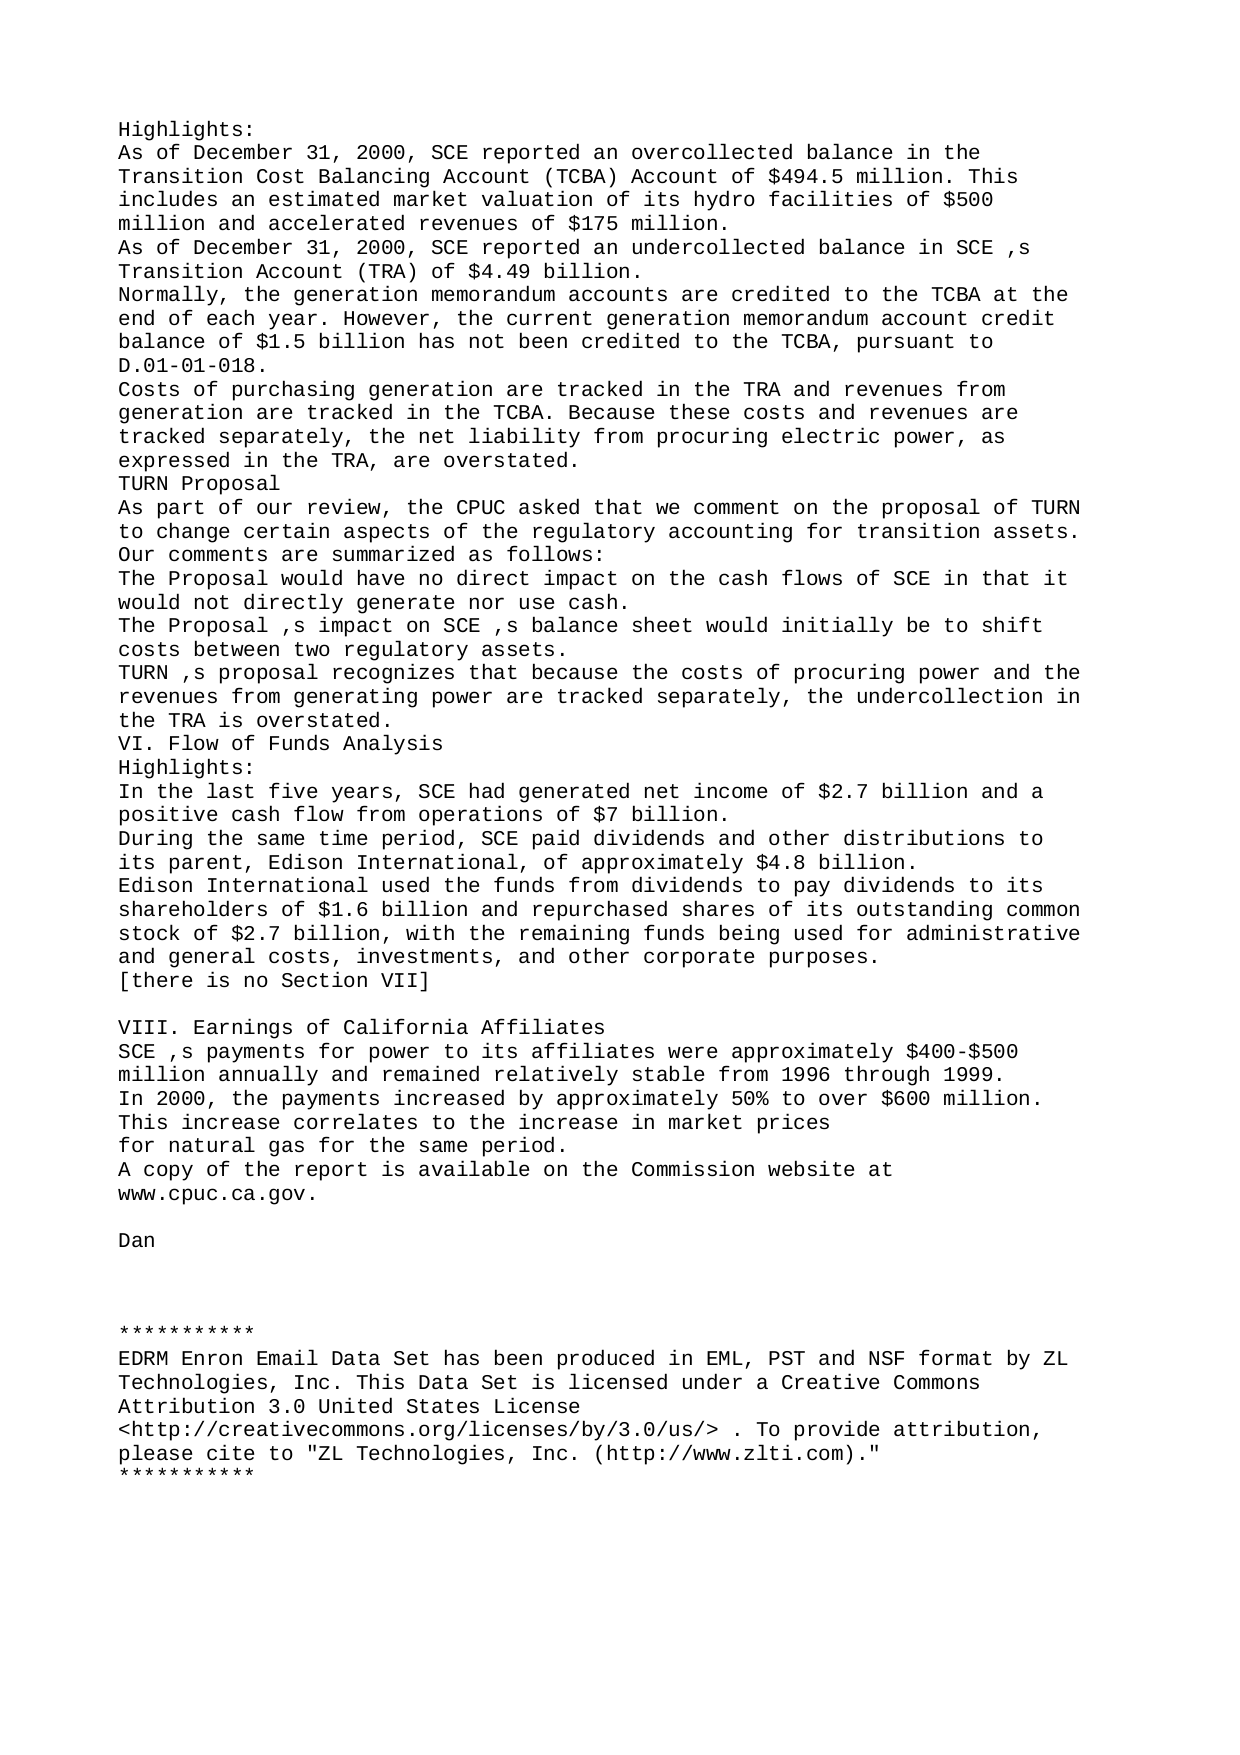 Highlights:
As of December 31, 2000, SCE reported an overcollected balance in the
Transition Cost Balancing Account (TCBA) Account of $494.5 million. This
includes an estimated market valuation of its hydro facilities of $500
million and accelerated revenues of $175 million.
As of December 31, 2000, SCE reported an undercollected balance in SCE ,s
Transition Account (TRA) of $4.49 billion.
Normally, the generation memorandum accounts are credited to the TCBA at the
end of each year. However, the current generation memorandum account credit
balance of $1.5 billion has not been credited to the TCBA, pursuant to
D.01-01-018.
Costs of purchasing generation are tracked in the TRA and revenues from
generation are tracked in the TCBA. Because these costs and revenues are
tracked separately, the net liability from procuring electric power, as
expressed in the TRA, are overstated.
TURN Proposal
As part of our review, the CPUC asked that we comment on the proposal of TURN
to change certain aspects of the regulatory accounting for transition assets.
Our comments are summarized as follows:
The Proposal would have no direct impact on the cash flows of SCE in that it
would not directly generate nor use cash.
The Proposal ,s impact on SCE ,s balance sheet would initially be to shift
costs between two regulatory assets.
TURN ,s proposal recognizes that because the costs of procuring power and the
revenues from generating power are tracked separately, the undercollection in
the TRA is overstated.
VI. Flow of Funds Analysis
Highlights:
In the last five years, SCE had generated net income of $2.7 billion and a
positive cash flow from operations of $7 billion.
During the same time period, SCE paid dividends and other distributions to
its parent, Edison International, of approximately $4.8 billion.
Edison International used the funds from dividends to pay dividends to its
shareholders of $1.6 billion and repurchased shares of its outstanding common
stock of $2.7 billion, with the remaining funds being used for administrative
and general costs, investments, and other corporate purposes.
[there is no Section VII]
VIII. Earnings of California Affiliates
SCE ,s payments for power to its affiliates were approximately $400-$500
million annually and remained relatively stable from 1996 through 1999.
In 2000, the payments increased by approximately 50% to over $600 million.
This increase correlates to the increase in market prices
for natural gas for the same period.
A copy of the report is available on the Commission website at
www.cpuc.ca.gov.
Dan
***********
EDRM Enron Email Data Set has been produced in EML, PST and NSF format by ZL
Technologies, Inc. This Data Set is licensed under a Creative Commons
Attribution 3.0 United States License
<http://creativecommons.org/licenses/by/3.0/us/> . To provide attribution,
please cite to "ZL Technologies, Inc. (http://www.zlti.com)."
***********